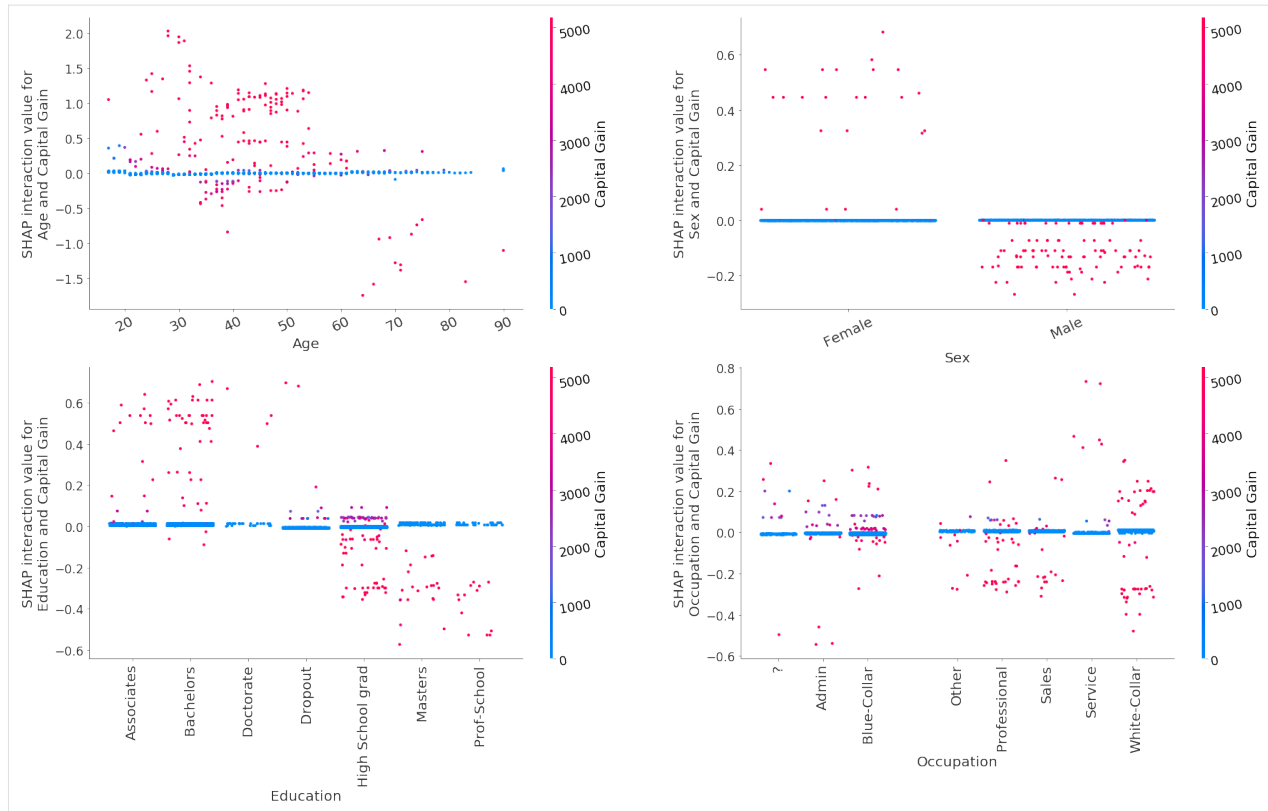 SHAP interaction value for
Age and Capital Gain
2.0
1.5
1.0
0.5
0.0
−0.5
−1.0
−1.5
20
30
40
50
60
70
80
90
Age
5000
4000
3000
2000
1000
0
Capital Gain
SHAP interaction value for
Sex and Capital Gain
0.6
0.4
0.2
0.0
−0.2
Female
Male
Sex
5000
4000
3000
2000
1000
0
Capital Gain
SHAP interaction value for
Education and Capital Gain
0.6
0.4
0.2
0.0
−0.2
−0.4
−0.6
Associates
Bachelors
Doctorate
Dropout
High School grad
Masters
Prof-School
Education
5000
4000
3000
2000
1000
0
Capital Gain
SHAP interaction value for
Occupation and Capital Gain
0.8
0.6
0.4
0.2
0.0
−0.2
−0.4
−0.6
?
Admin
Blue-Collar
Other
Professional
Sales
Service
White-Collar
Occupation
5000
4000
3000
2000
1000
0
Capital Gain